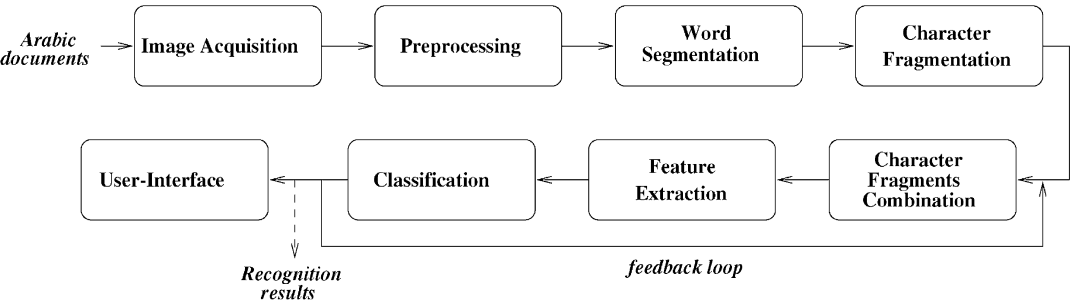 Arabic
documents
Image Acquisition
Preprocessing
Word
Segmentation
Character
Fragmentation
User-Interface
Classification
Feature
Extraction
Character
Fragments
Combination
Recognition
results
feedback loop